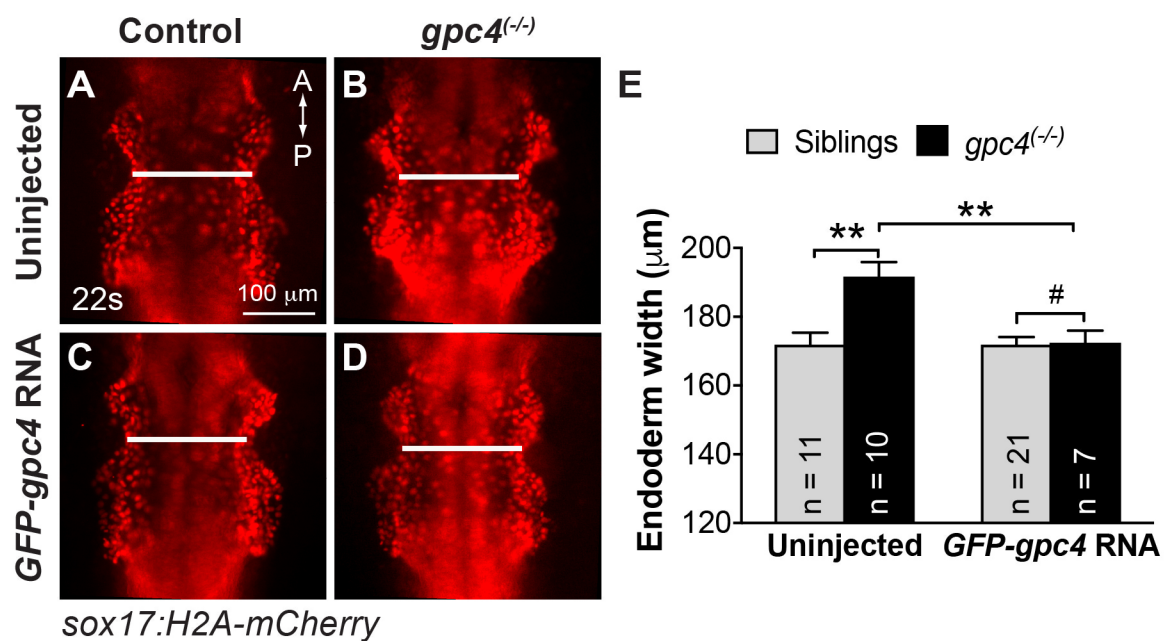 Control
gpc4(-/-)
Uninjected
GFP-gpc4 RNA
A
A
P
22s
100 μm
B
C
D
sox17:H2A-mCherry
E
Siblings
gpc4(-/-)
Endoderm width (μm)
200
180
160
140
120
**
**
#
n = 11
n = 10
n = 21
n = 7
Uninjected
GFP-gpc4 RNA